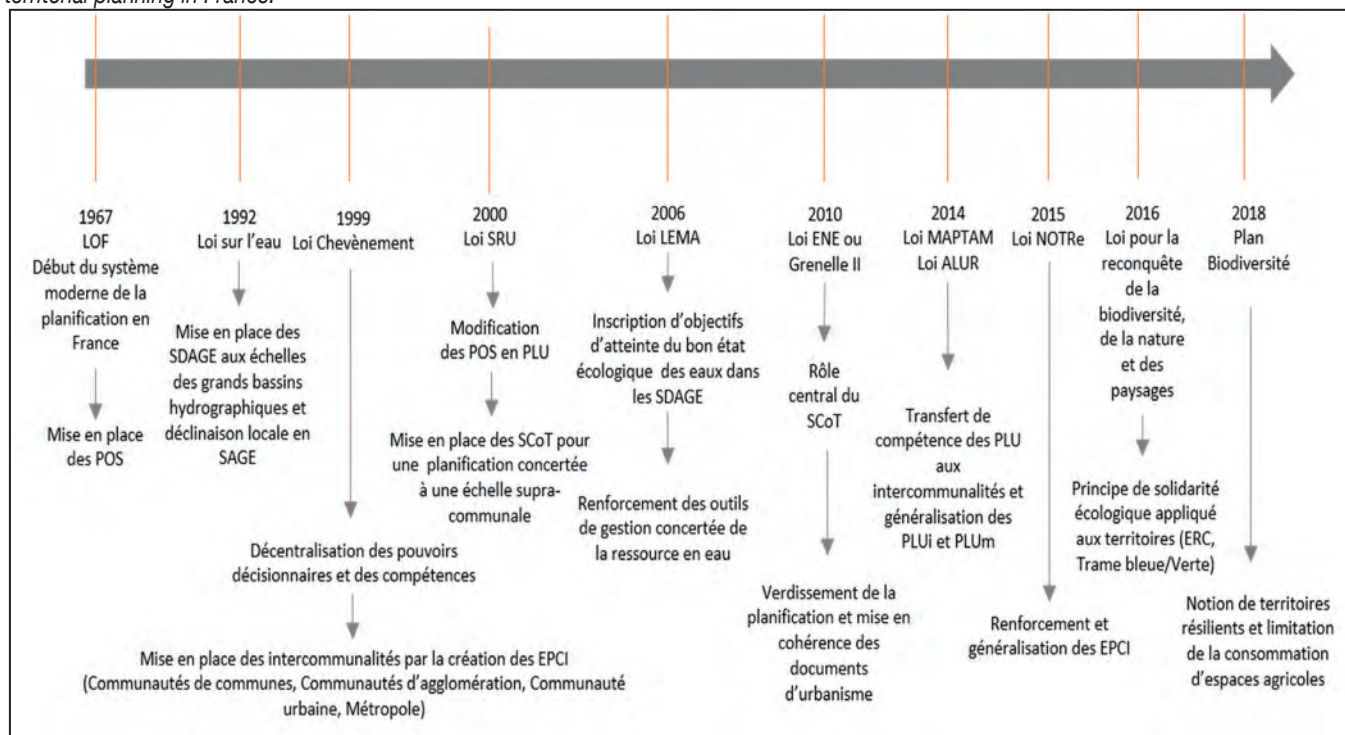 territorial planning in France.
1967
LOF
Début du système
moderne de la
planification en
France
Mise en place
des POS
1992
Loi sur l'eau
Mise en place des
SDAGE aux échelles
des grands bassins
hydrographiques et
déclinaison locale en
SAGE
1999
Loi Chevènement
Décentralisation des pouvoirs
décisionnaires et des compétences
Mise en place des intercommunalités par la création des EPCI
(Communautés de communes, Communautés d'agglomération, Communauté
urbaine, Métropole)
2000
Loi SRU
Modification
des POS en PLU
Mise en place des SCoT pour
une planification concertée
à une échelle supra-
communale
2006
Loi LEMA
Inscription d'objectifs
d'atteinte du bon état
écologique des eaux dans
les SDAGE
Renforcement des outils
de gestion concertée de
la ressource en eau
2010
Loi ENE ou
Grenelle II
Rôle
central du
SCoT
Verdissement de la
planification et mise en
cohérence des
documents
d'urbanisme
2014
Loi MAPTAM
Loi ALUR
Transfert de
compétence des PLU
aux
intercommunalités et
généralisation des
PLUi et PLUm
2015
Loi NOTRe
Renforcement et
généralisation des EPCI
2016
Loi pour la
reconquête
de la
biodiversité,
de la nature
et des
paysages
Principe de solidarité
écologique appliqué
aux territoires (ERC,
Trame bleue/Verte)
2018
Plan
Biodiversité
Notion de territoires
résilients et limitation
de la consommation
d'espaces agricoles